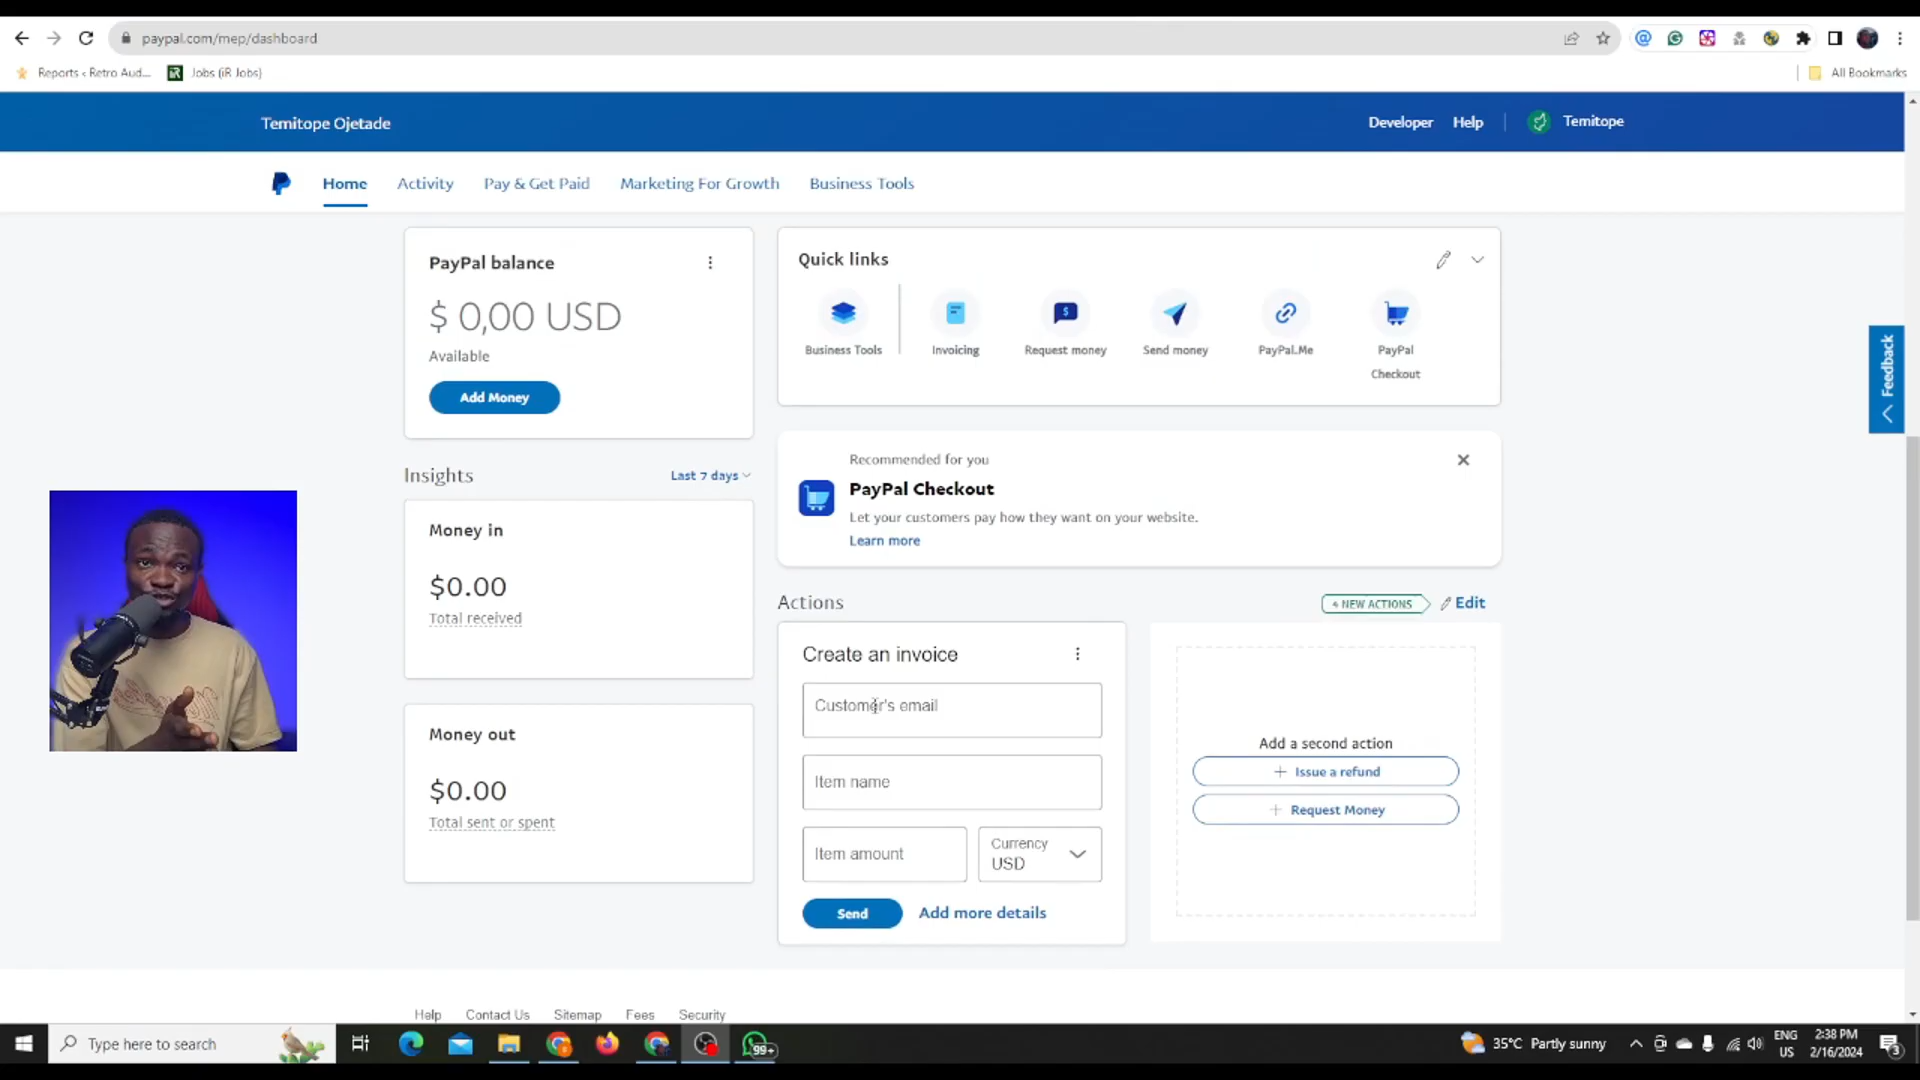 paypal.com/mep/dashboard
Reports ‹ Retro Aud...
iR
Jobs (iR Jobs)
All Bookmarks
Temitope Ojetade
Developer
Help
Temitope
Home
Activity
Pay & Get Paid
Marketing For Growth
Business Tools
PayPal balance
$ 0,00 USD
Available
Add Money
Quick links
Business Tools
Invoicing
Request money
Send money
PayPal.Me
PayPal
Checkout
Feedback
Recommended for you
PayPal Checkout
Let your customers pay how they want on your website.
Learn more
Insights
Last 7 days
Money in
$0.00
Total received
Money out
$0.00
Total sent or spent
Actions
4 NEW ACTIONS
Edit
Create an invoice
Customer's email
Item name
Item amount
Currency
USD
Send
Add more details
Add a second action
Issue a refund
Request Money
Help
Contact Us
Sitemap
Fees
Security
Type here to search
99+
35°C Partly sunny
ENG
US
2:38 PM
2/16/2024
3